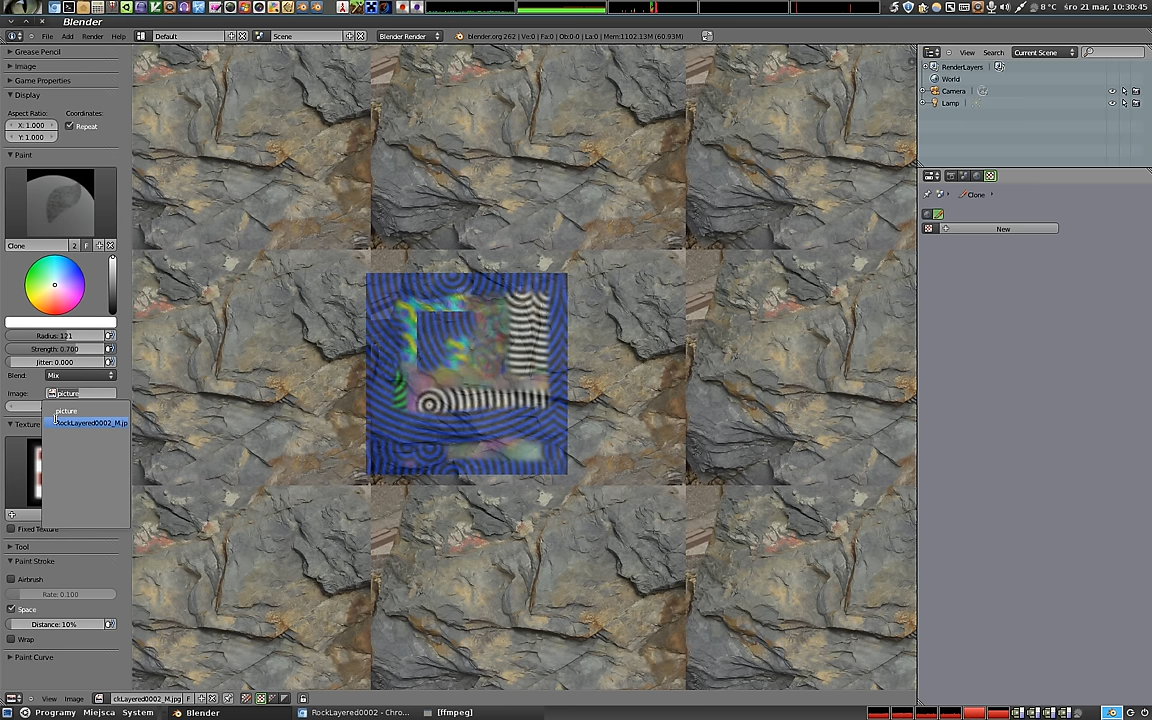 8 °C śro 21 mar, 10:30:45
Blender
File Add Render Help Default Scene Blender Render blender.org 262 | Ve:0 | Fa:0 | Ob:0-0 | La:0 | Mem:1102.13M (60.93M)
Grease Pencil
Image
Game Properties
Display
Aspect Ratio: Coordinates:
X: 1.000 Repeat
Y: 1.000
Paint
Clone 2 F
Radius: 121
Strength: 0.700
Jitter: 0.000
Blend: Mix
Image: picture
picture
RockLayered0002_M.jp
Texture
Fixed Texture
Tool
Paint Stroke
Airbrush
Rate: 0.100
Space
Distance: 10%
Wrap
Paint Curve
View Search Current Scene
RenderLayers
World
Camera
Lamp
Clone
New
View Image ckLayered0002_M.jpg F
Programy Miejsca System Blender RockLayered0002 - Chro... [ffmpeg]